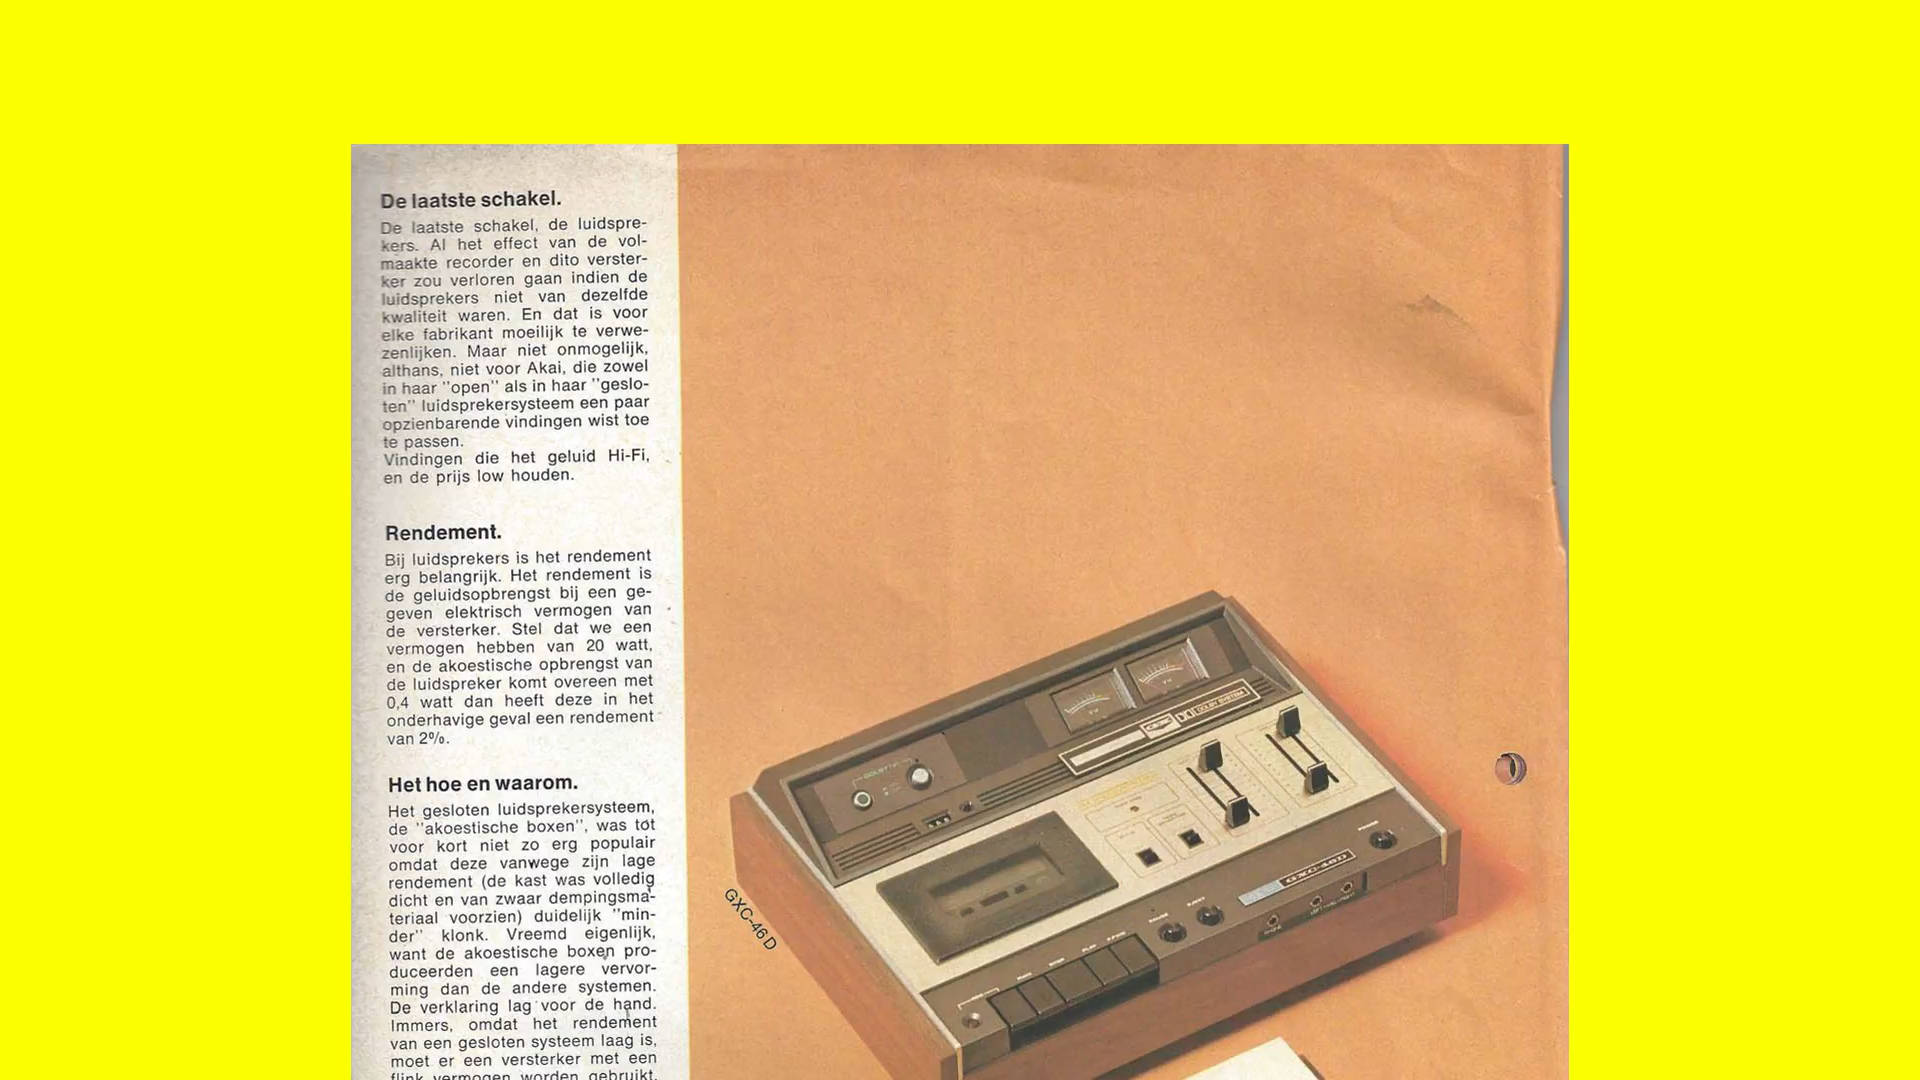 De laatste schakel.
De laatste schakel, de luidspre-
kers. Al het effect van de vol-
maakte recorder en dito verster-
ker zou verloren gaan indien de
luidsprekers niet van dezelfde
kwaliteit waren. En dat is voor
elke fabrikant moeilijk te verwe-
zenlijken. Maar niet onmogelijk,
althans, niet voor Akai, die zowel
in haar "open" als in haar "geslo-
ten" luidsprekersysteem een paar
opzienbarende vindingen wist toe
te passen.
Vindingen die het geluid Hi-Fi,
en de prijs low houden.
Rendement.
Bij luidsprekers is het rendement
erg belangrijk. Het rendement is
de geluidsopbrengst bij een ge-
geven elektrisch vermogen van
de versterker. Stel dat we een
vermogen hebben van 20 watt,
en de akoestische opbrengst van
de luidspreker komt overeen met
0,4 watt dan heeft deze in het
onderhavige geval een rendement
van 2%.
Het hoe en waarom.
Het gesloten luidsprekersysteem,
de "akoestische boxen", was tot
voor kort niet zo erg populair
omdat deze vanwege zijn lage
rendement (de kast was volledig
dicht en van zwaar dempingsma-
teriaal voorzien) duidelijk "min-
der" klonk. Vreemd eigenlijk,
want de akoestische boxen pro-
duceerden een lagere vervor-
ming dan de andere systemen.
De verklaring lag voor de hand.
Immers, omdat het rendement
van een gesloten systeem laag is,
moet er een versterker met een
flink vermogen worden gebruikt.
GXC-46D
DOLBY SYSTEM
GXC-46D